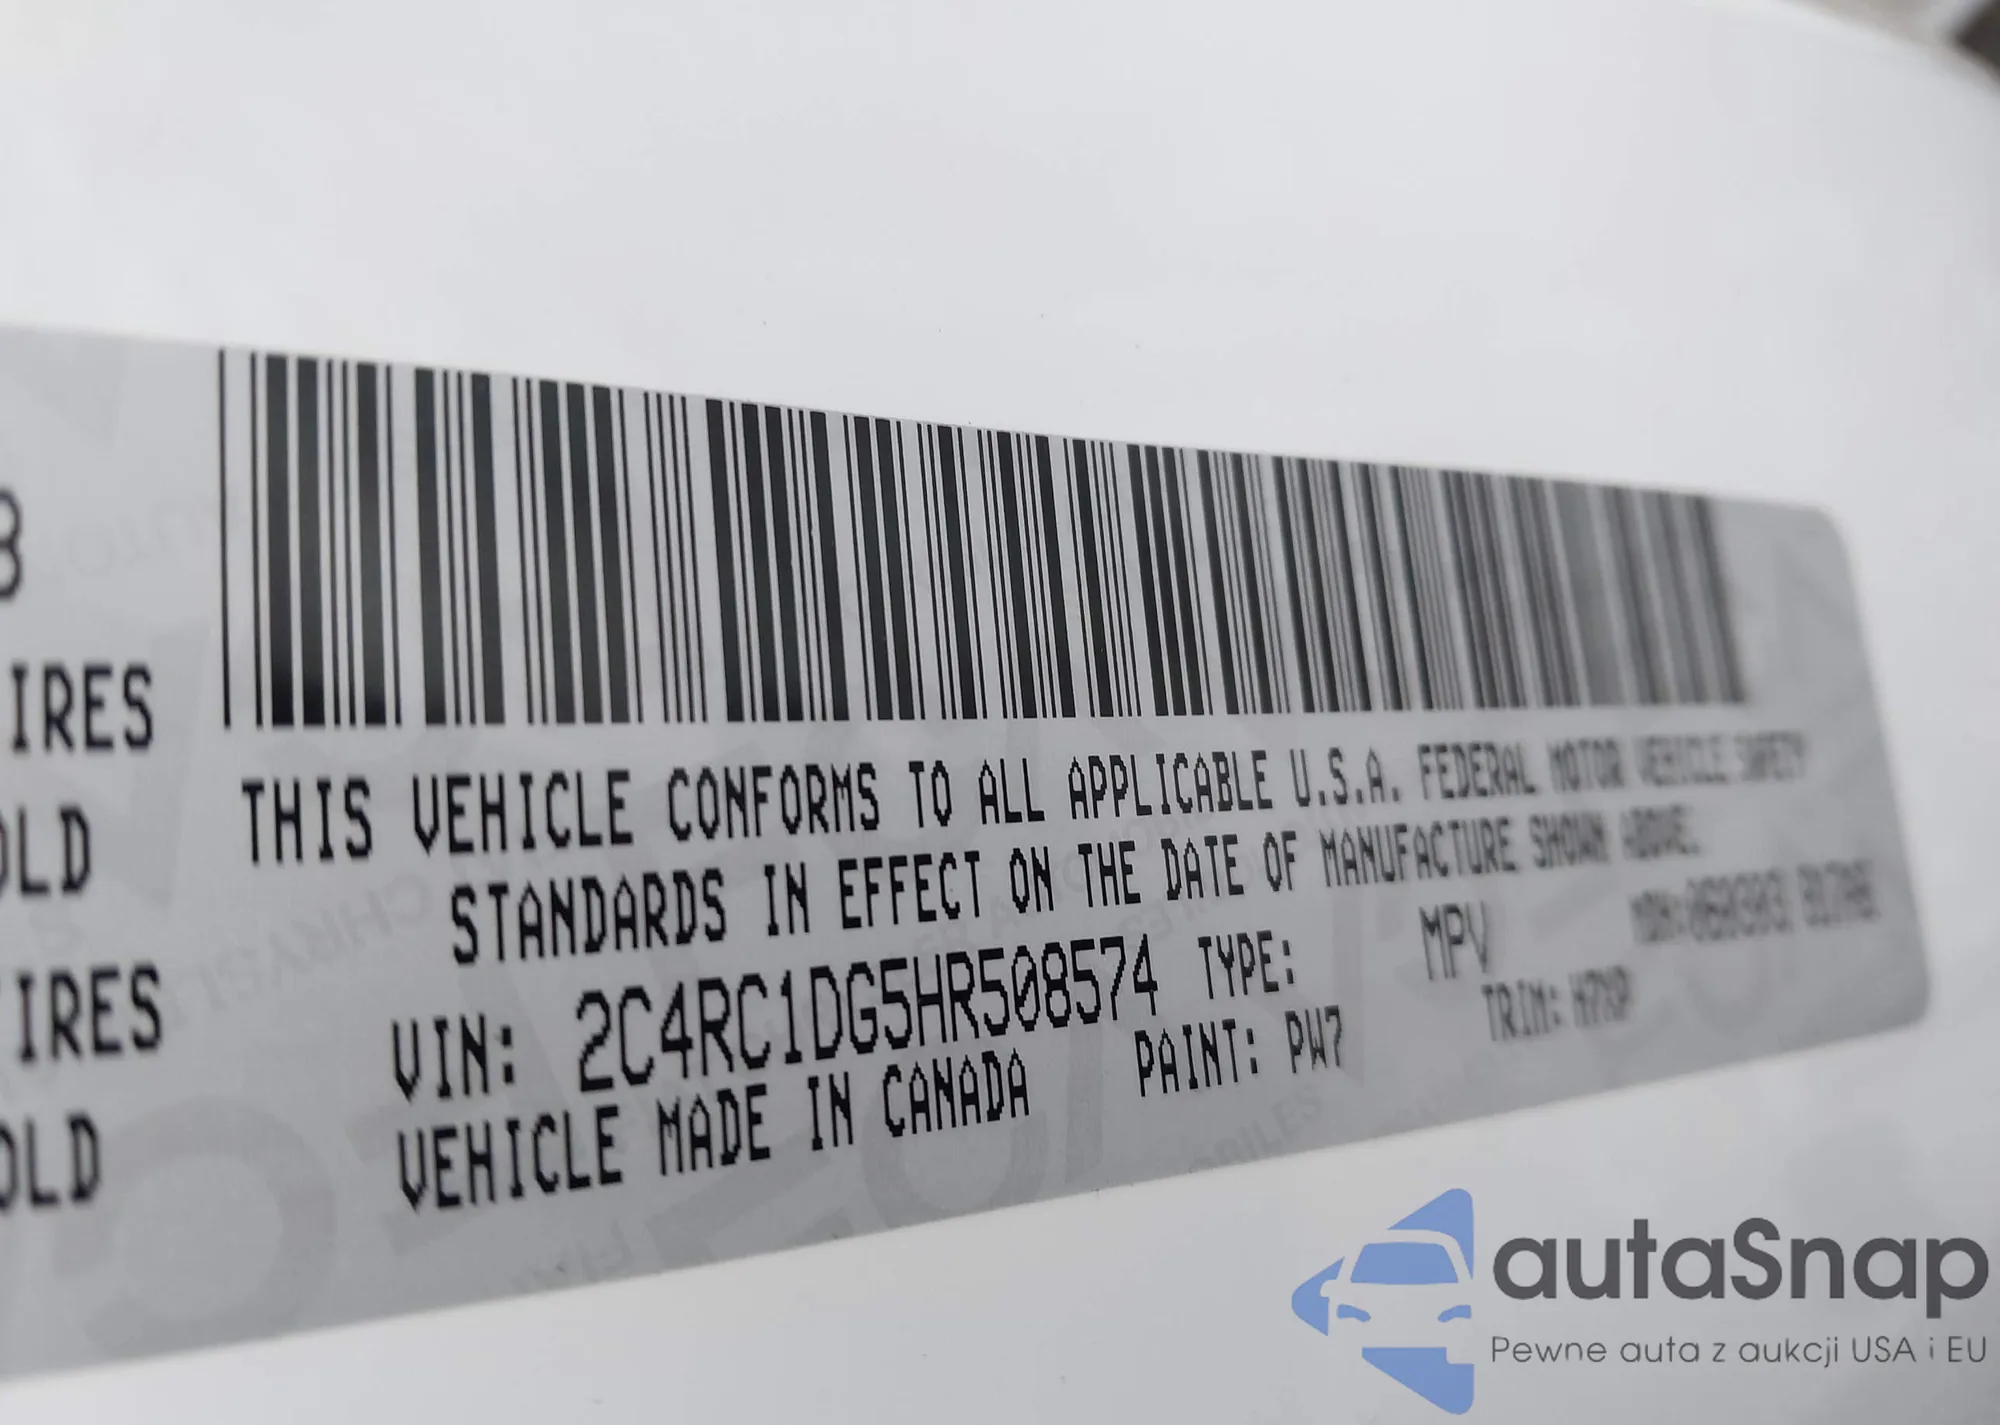 8
IRES
OLD
IRES
OLD
THIS VEHICLE CONFORMS TO ALL APPLICABLE U.S.A. FEDERAL MOTOR VEHICLE SAFETY
STANDARDS IN EFFECT ON THE DATE OF MANUFACTURE SHOWN ABOVE.
VIN: 2C4RC1DG5HR508574 TYPE: MPV
VEHICLE MADE IN CANADA PAINT: PW7 TRIM:
autaSnap
Pewne auta z aukcji USA i EU